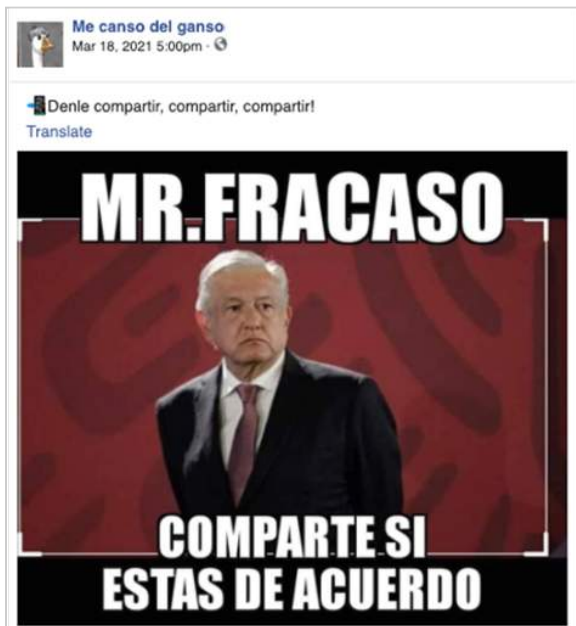 Me canso del ganso
Mar 18, 2021 5:00pm ·
Denle compartir, compartir, compartir!
Translate
MR.FRACASO
COMPARTE SI
ESTAS DE ACUERDO